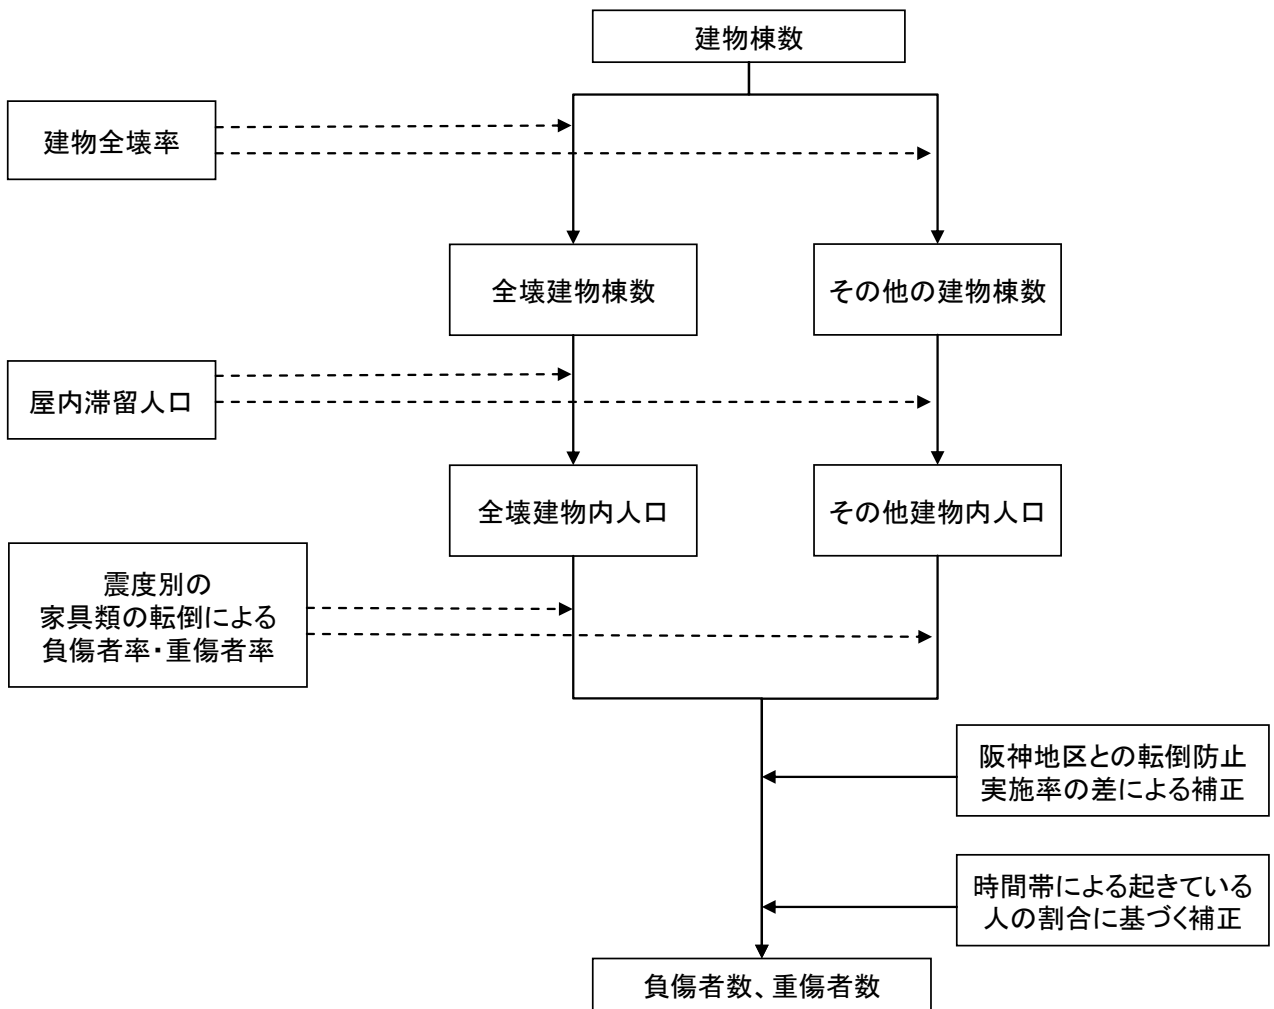 建物棟数
建物全壊率
全壊建物棟数
その他の建物棟数
屋内滞留人口
全壊建物内人口
その他建物内人口
震度別の
家具類の転倒による
負傷者率・重傷者率
阪神地区との転倒防止
実施率の差による補正
時間帯による起きている
人の割合に基づく補正
負傷者数、重傷者数